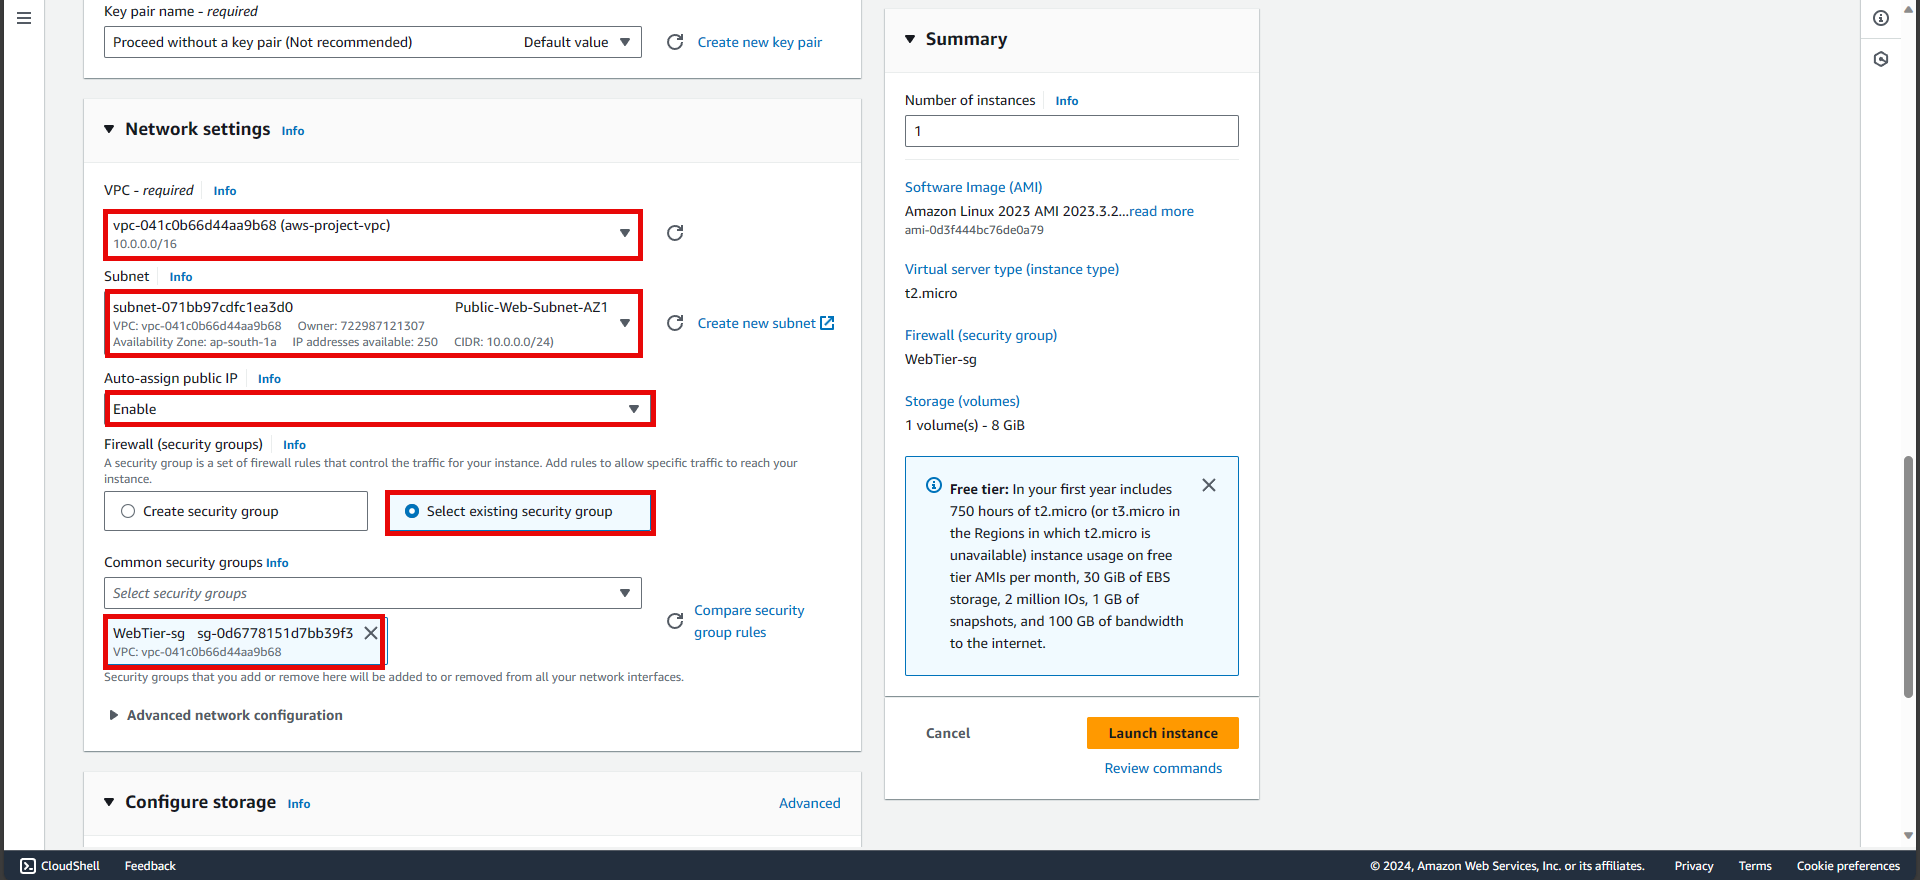 Key pair name - required
Proceed without a key pair (Not recommended) Default value
Create new key pair
Network settings Info
VPC - required Info
vpc-041c0b66d44aa9b68 (aws-project-vpc)
10.0.0.0/16
Subnet Info
subnet-071bb97cdfc1ea3d0 Public-Web-Subnet-AZ1
VPC: vpc-041c0b66d44aa9b68 Owner: 722987121307
Availability Zone: ap-south-1a IP addresses available: 250 CIDR: 10.0.0.0/24)
Create new subnet
Auto-assign public IP Info
Enable
Firewall (security groups) Info
A security group is a set of firewall rules that control the traffic for your instance. Add rules to allow specific traffic to reach your
instance.
Create security group
Select existing security group
Common security groups Info
Select security groups
WebTier-sg sg-0d6778151d7bb39f3
VPC: vpc-041c0b66d44aa9b68
Compare security
group rules
Security groups that you add or remove here will be added to or removed from all your network interfaces.
Advanced network configuration
Configure storage Info
Advanced
Summary
Number of instances Info
1
Software Image (AMI)
Amazon Linux 2023 AMI 2023.3.2...read more
ami-0d3f444bc76de0a79
Virtual server type (instance type)
t2.micro
Firewall (security group)
WebTier-sg
Storage (volumes)
1 volume(s) - 8 GiB
Free tier: In your first year includes
750 hours of t2.micro (or t3.micro in
the Regions in which t2.micro is
unavailable) instance usage on free
tier AMIs per month, 30 GiB of EBS
storage, 2 million IOs, 1 GB of
snapshots, and 100 GB of bandwidth
to the internet.
Cancel
Launch instance
Review commands
CloudShell Feedback
© 2024, Amazon Web Services, Inc. or its affiliates. Privacy Terms Cookie preferences